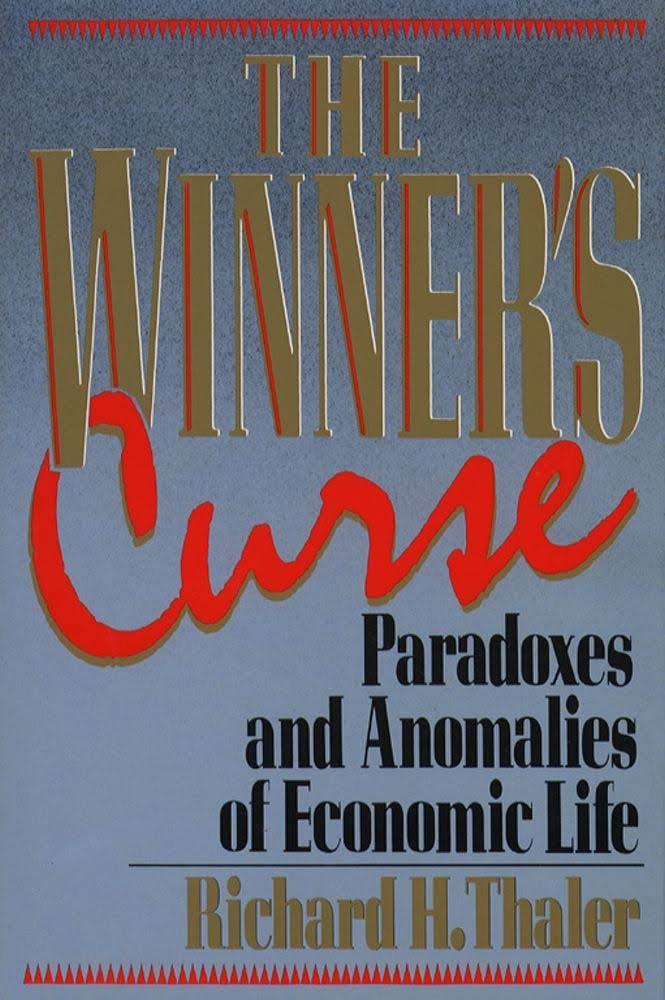 THE
WINNER'S
Curse
Paradoxes
and Anomalies
of Economic Life
Richard H. Thaler